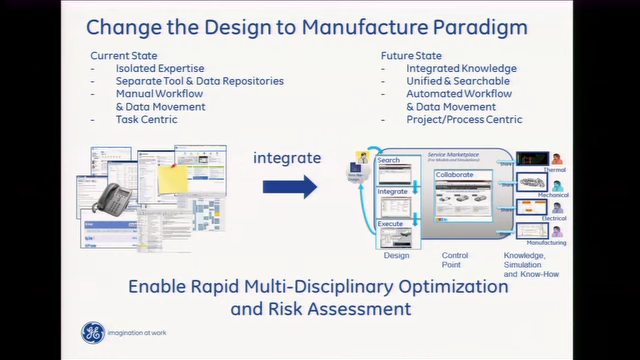 Change the Design to Manufacture Paradigm
Current State
- Isolated Expertise
- Separate Tool & Data Repositories
- Manual Workflow
& Data Movement
- Task Centric
Future State
- Integrated Knowledge
- Unified & Searchable
- Automated Workflow
& Data Movement
- Project/Process Centric
integrate
Service Marketplace
Search
Collaborate
Integrate
Execute
Thermal
Mechanical
Electrical
Manufacturing
Design
Control
Point
Knowledge,
Simulation
and Know-How
Enable Rapid Multi-Disciplinary Optimization
and Risk Assessment
imagination at work